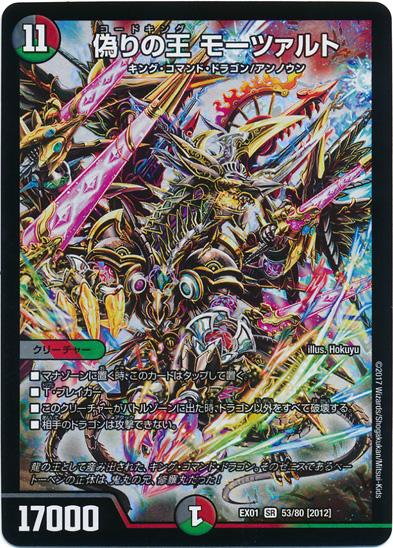 11
コードキング
偽りの王 モーツァルト
キング・コマンド・ドラゴン/アンノウン
illus. Hokuyu
クリーチャー
■マナゾーンに置く時、このカードはタップして置く。
■T・ブレイカー
■このクリーチャーがバトルゾーンに出た時、ドラゴン以外をすべて破壊する。
■相手のドラゴンは攻撃できない。
龍の王として産み出された、キング・コマンド・ドラゴン。そのゼニスであるベー
トーベンの正体は、鬼丸の兄、修羅丸だった!
17000
1
EX01 SR 53/80 [2012]
©2017 Wizards/Shogakukan/Mitsui-Kids